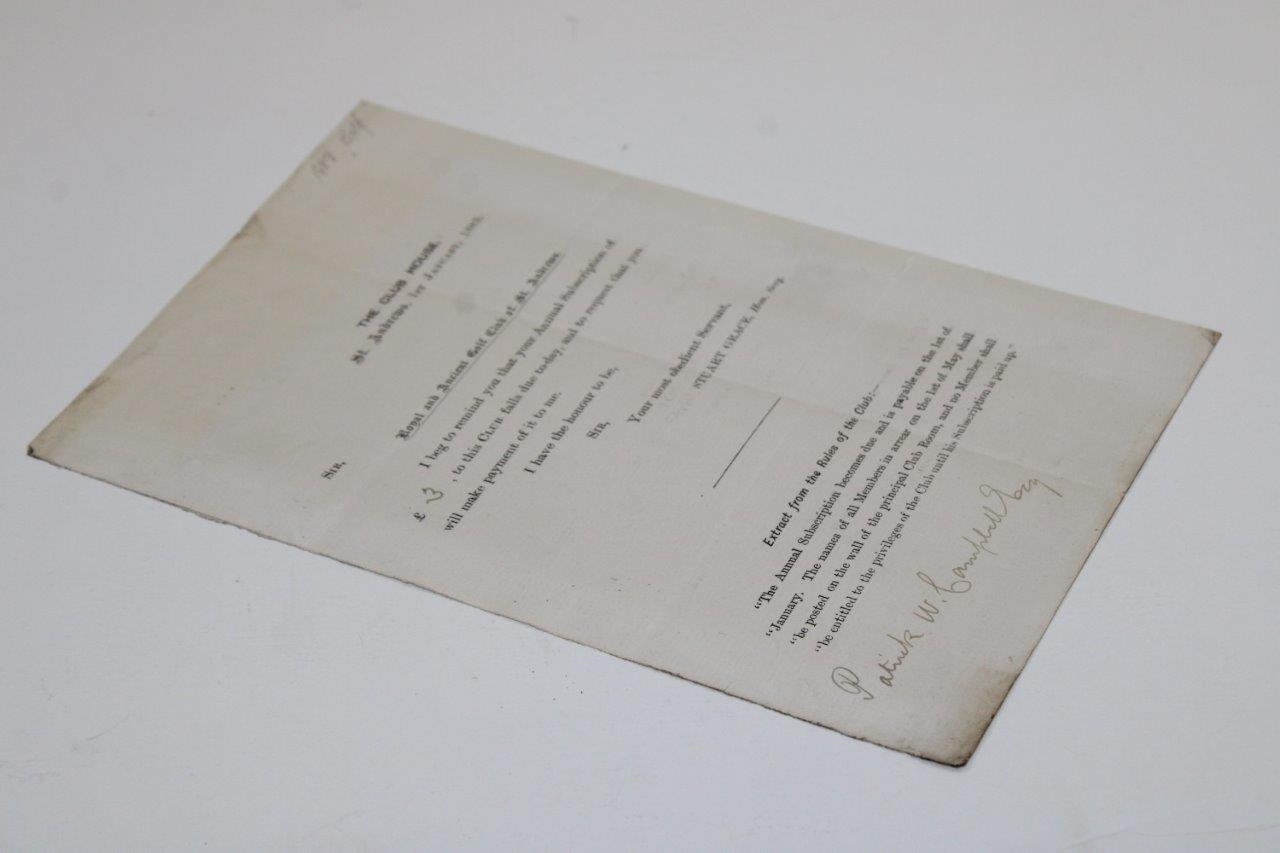 THE CLUB HOUSE,
St. Andrews, 1ST JANUARY,
SIR,
Royal and Ancient Golf Club of St. Andrews.
I beg to remind you that your Annual Subscription of
£ 3 , to this CLUB falls due to-day, and to request that you
will make payment of it to me.
I have the honour to be,
SIR,
Your most obedient Servant,
STUART GRACE, Hon. Secy.
Extract from the Rules of the Club:—
"The Annual Subscription becomes due and is payable on the 1st of
"January. The names of all Members in arrear on the 1st of May shall
"be posted on the wall of the principal Club Room, and no Member shall
"be entitled to the privileges of the Club until his Subscription is paid up."
Patrick W. Campbell Esqy